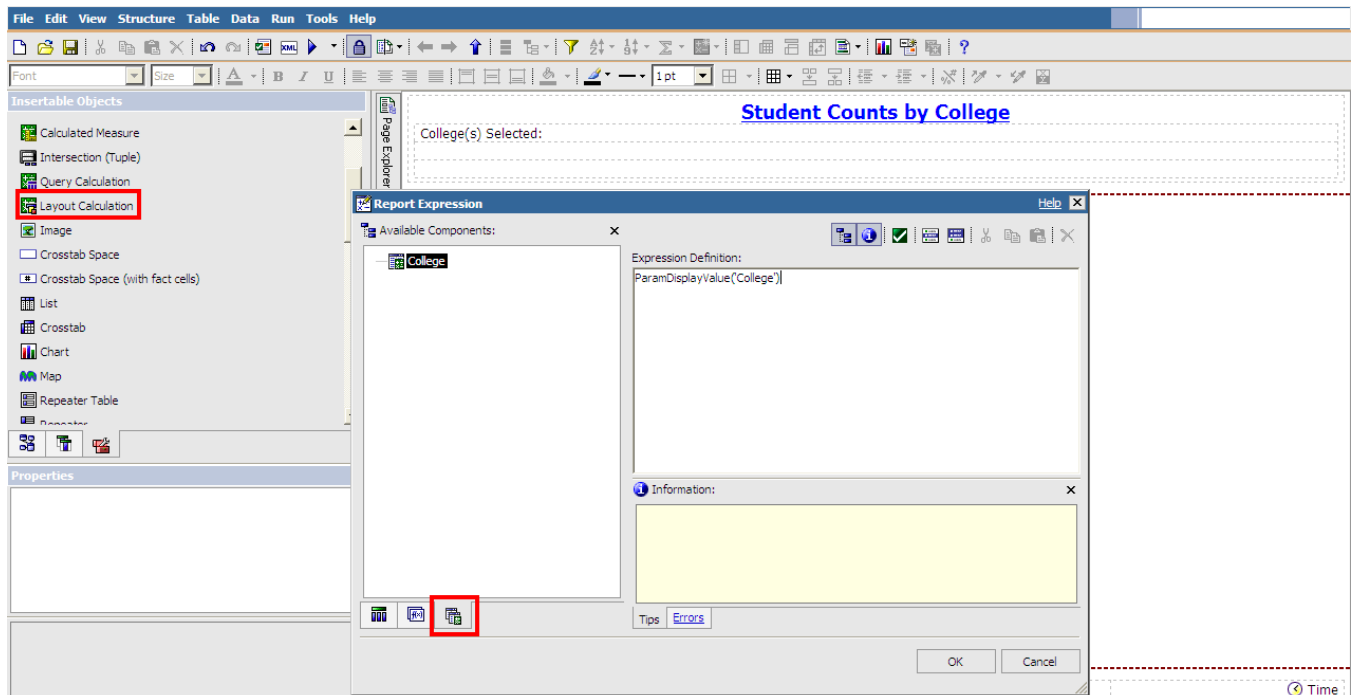 File Edit View Structure Table Data Run Tools Help
Font Size 1 pt
Insertable Objects
Calculated Measure
Intersection (Tuple)
Query Calculation
Layout Calculation
Image
Crosstab Space
Crosstab Space (with fact cells)
List
Crosstab
Chart
Map
Repeater Table
Repeater
Properties
Page Explorer
Student Counts by College
College(s) Selected:
Report Expression Help
Available Components:
College
Expression Definition:
ParamDisplayValue('College')
Information:
Tips Errors
OK Cancel
Time